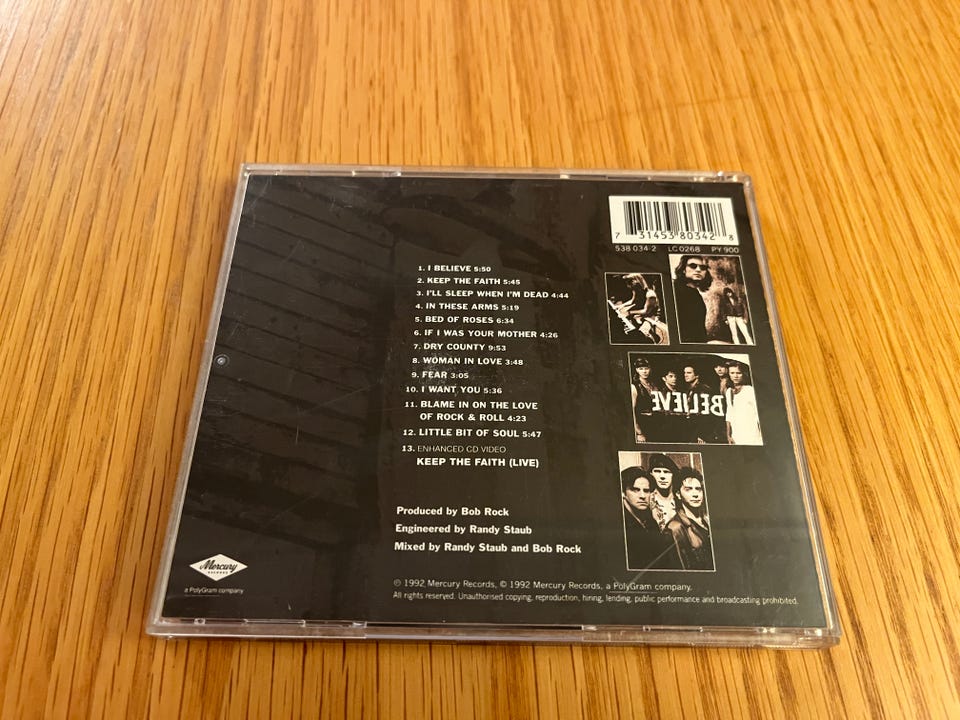 7 31453 80342 8
538 034-2 LC 0268 PY 900
1. I BELIEVE 5:50
2. KEEP THE FAITH 5:45
3. I'LL SLEEP WHEN I'M DEAD 4:44
4. IN THESE ARMS 5:19
5. BED OF ROSES 6:34
6. IF I WAS YOUR MOTHER 4:26
7. DRY COUNTY 9:53
8. WOMAN IN LOVE 3:48
9. FEAR 3:05
10. I WANT YOU 5:36
11. BLAME IN ON THE LOVE
OF ROCK & ROLL 4:23
12. LITTLE BIT OF SOUL 5:47
13. ENHANCED CD VIDEO
KEEP THE FAITH (LIVE)
I BELIEVE
Produced by Bob Rock
Engineered by Randy Staub
Mixed by Randy Staub and Bob Rock
Mercury
RECORDS
a PolyGram company
℗ 1992 Mercury Records, © 1992 Mercury Records, a PolyGram company.
All rights reserved. Unauthorised copying, reproduction, hiring, lending, public performance and broadcasting prohibited.